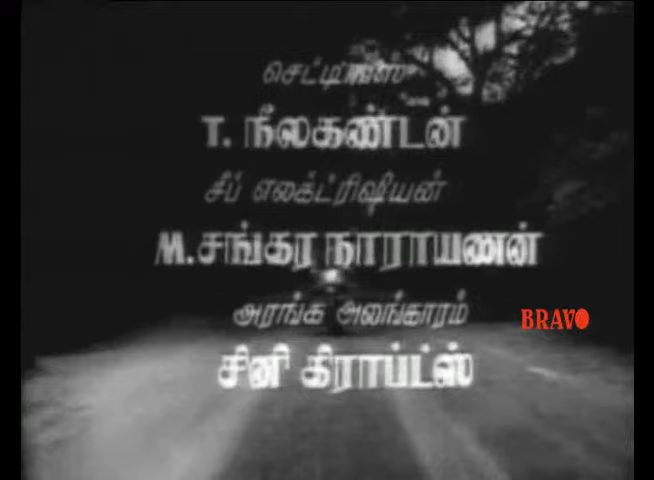 செட்டிங்ஸ்
T. நீலகண்டன்
சீப் எலக்ட்ரிஷியன்
M.சங்கர நாராயணன்
அரங்க அலங்காரம்
BRAVO
சினி கிராப்ட்ஸ்